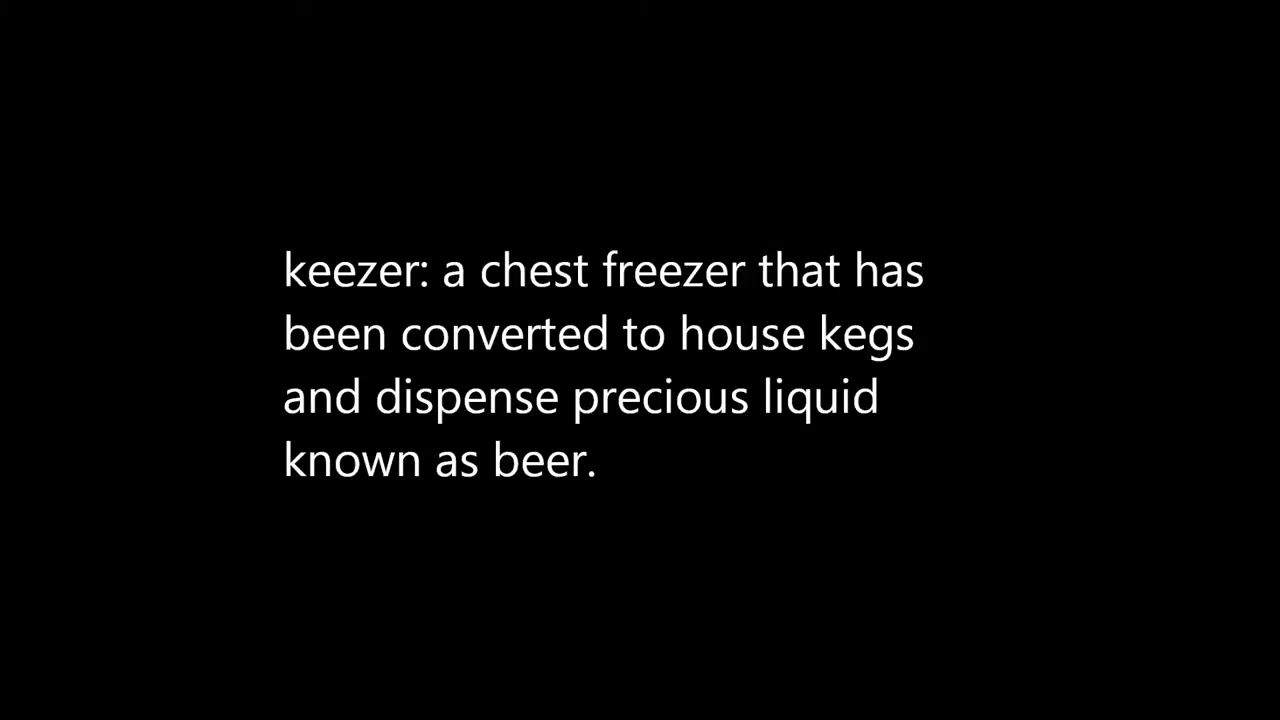 keezer: a chest freezer that has
been converted to house kegs
and dispense precious liquid
known as beer.